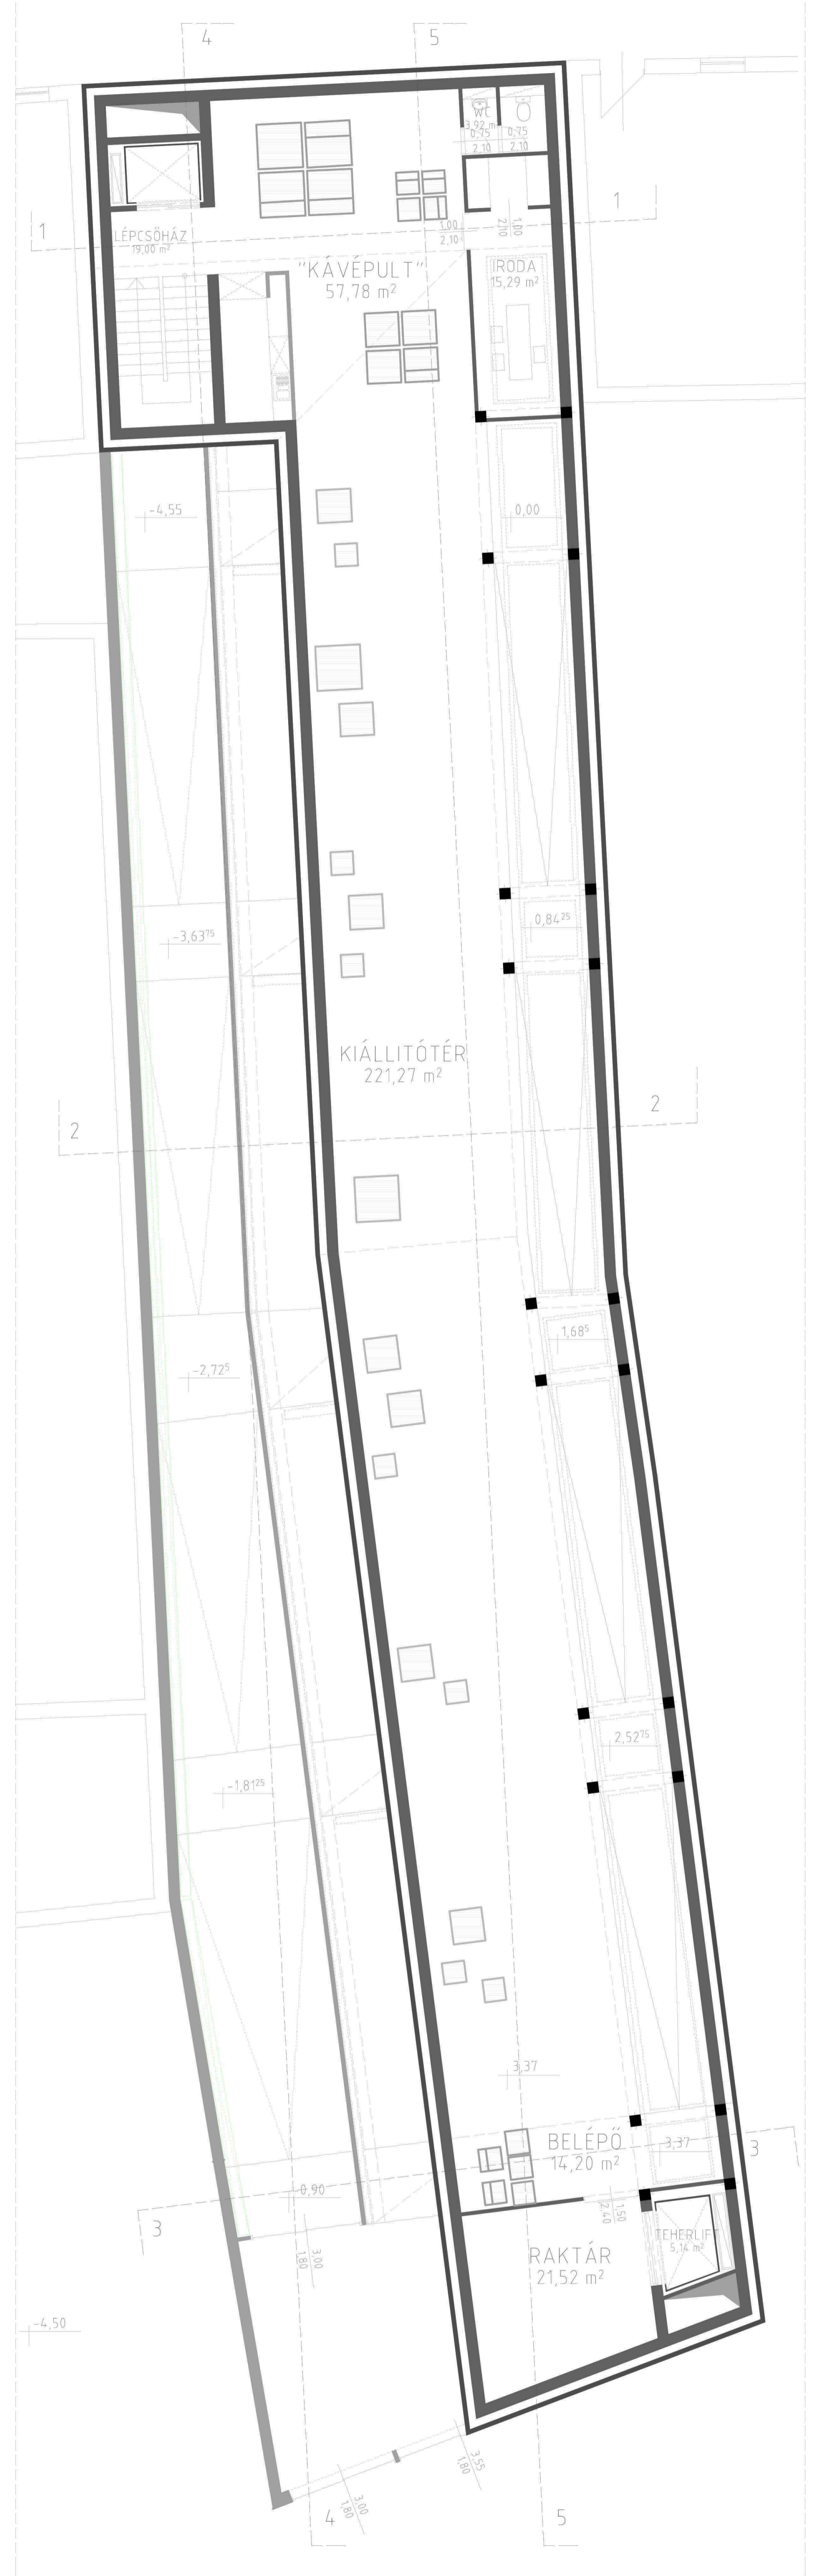 4
5
WC
3,92 m²
0,75
2,10
0,75
2,10
1
1
1,00
2,10
1,00
2,10
LÉPCSŐHÁZ
19,00 m²
"KÁVÉPULT"
57,78 m²
IRODA
15,29 m²
-4,55
0,00
0,84²⁵
-3,63⁷⁵
KIÁLLITÓTÉR
221,27 m²
2
2
1,68⁵
-2,72⁵
2,52⁷⁵
-1,81²⁵
3,37
BELÉPŐ
14,20 m²
3,37
3
-0,90
1,50
2,40
3
TEHERLIFT
5,14 m²
RAKTÁR
21,52 m²
3,00
1,80
-4,50
3,55
1,80
3,00
1,80
4
5